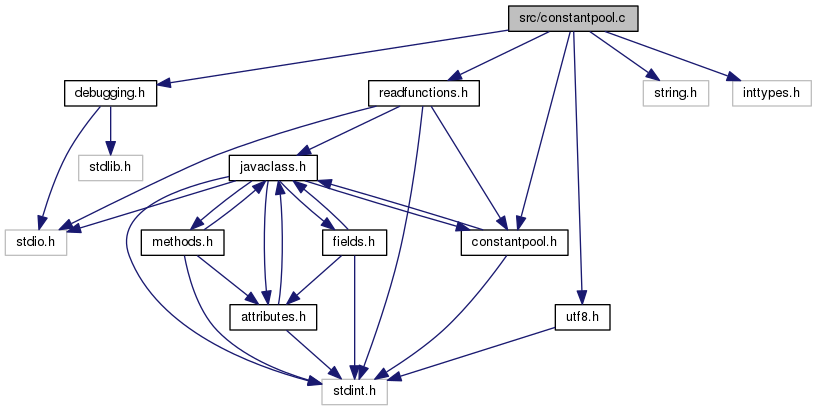 src/constantpool.c
debugging.h
readfunctions.h
string.h
inttypes.h
stdlib.h
javaclass.h
stdio.h
methods.h
fields.h
constantpool.h
attributes.h
utf8.h
stdint.h